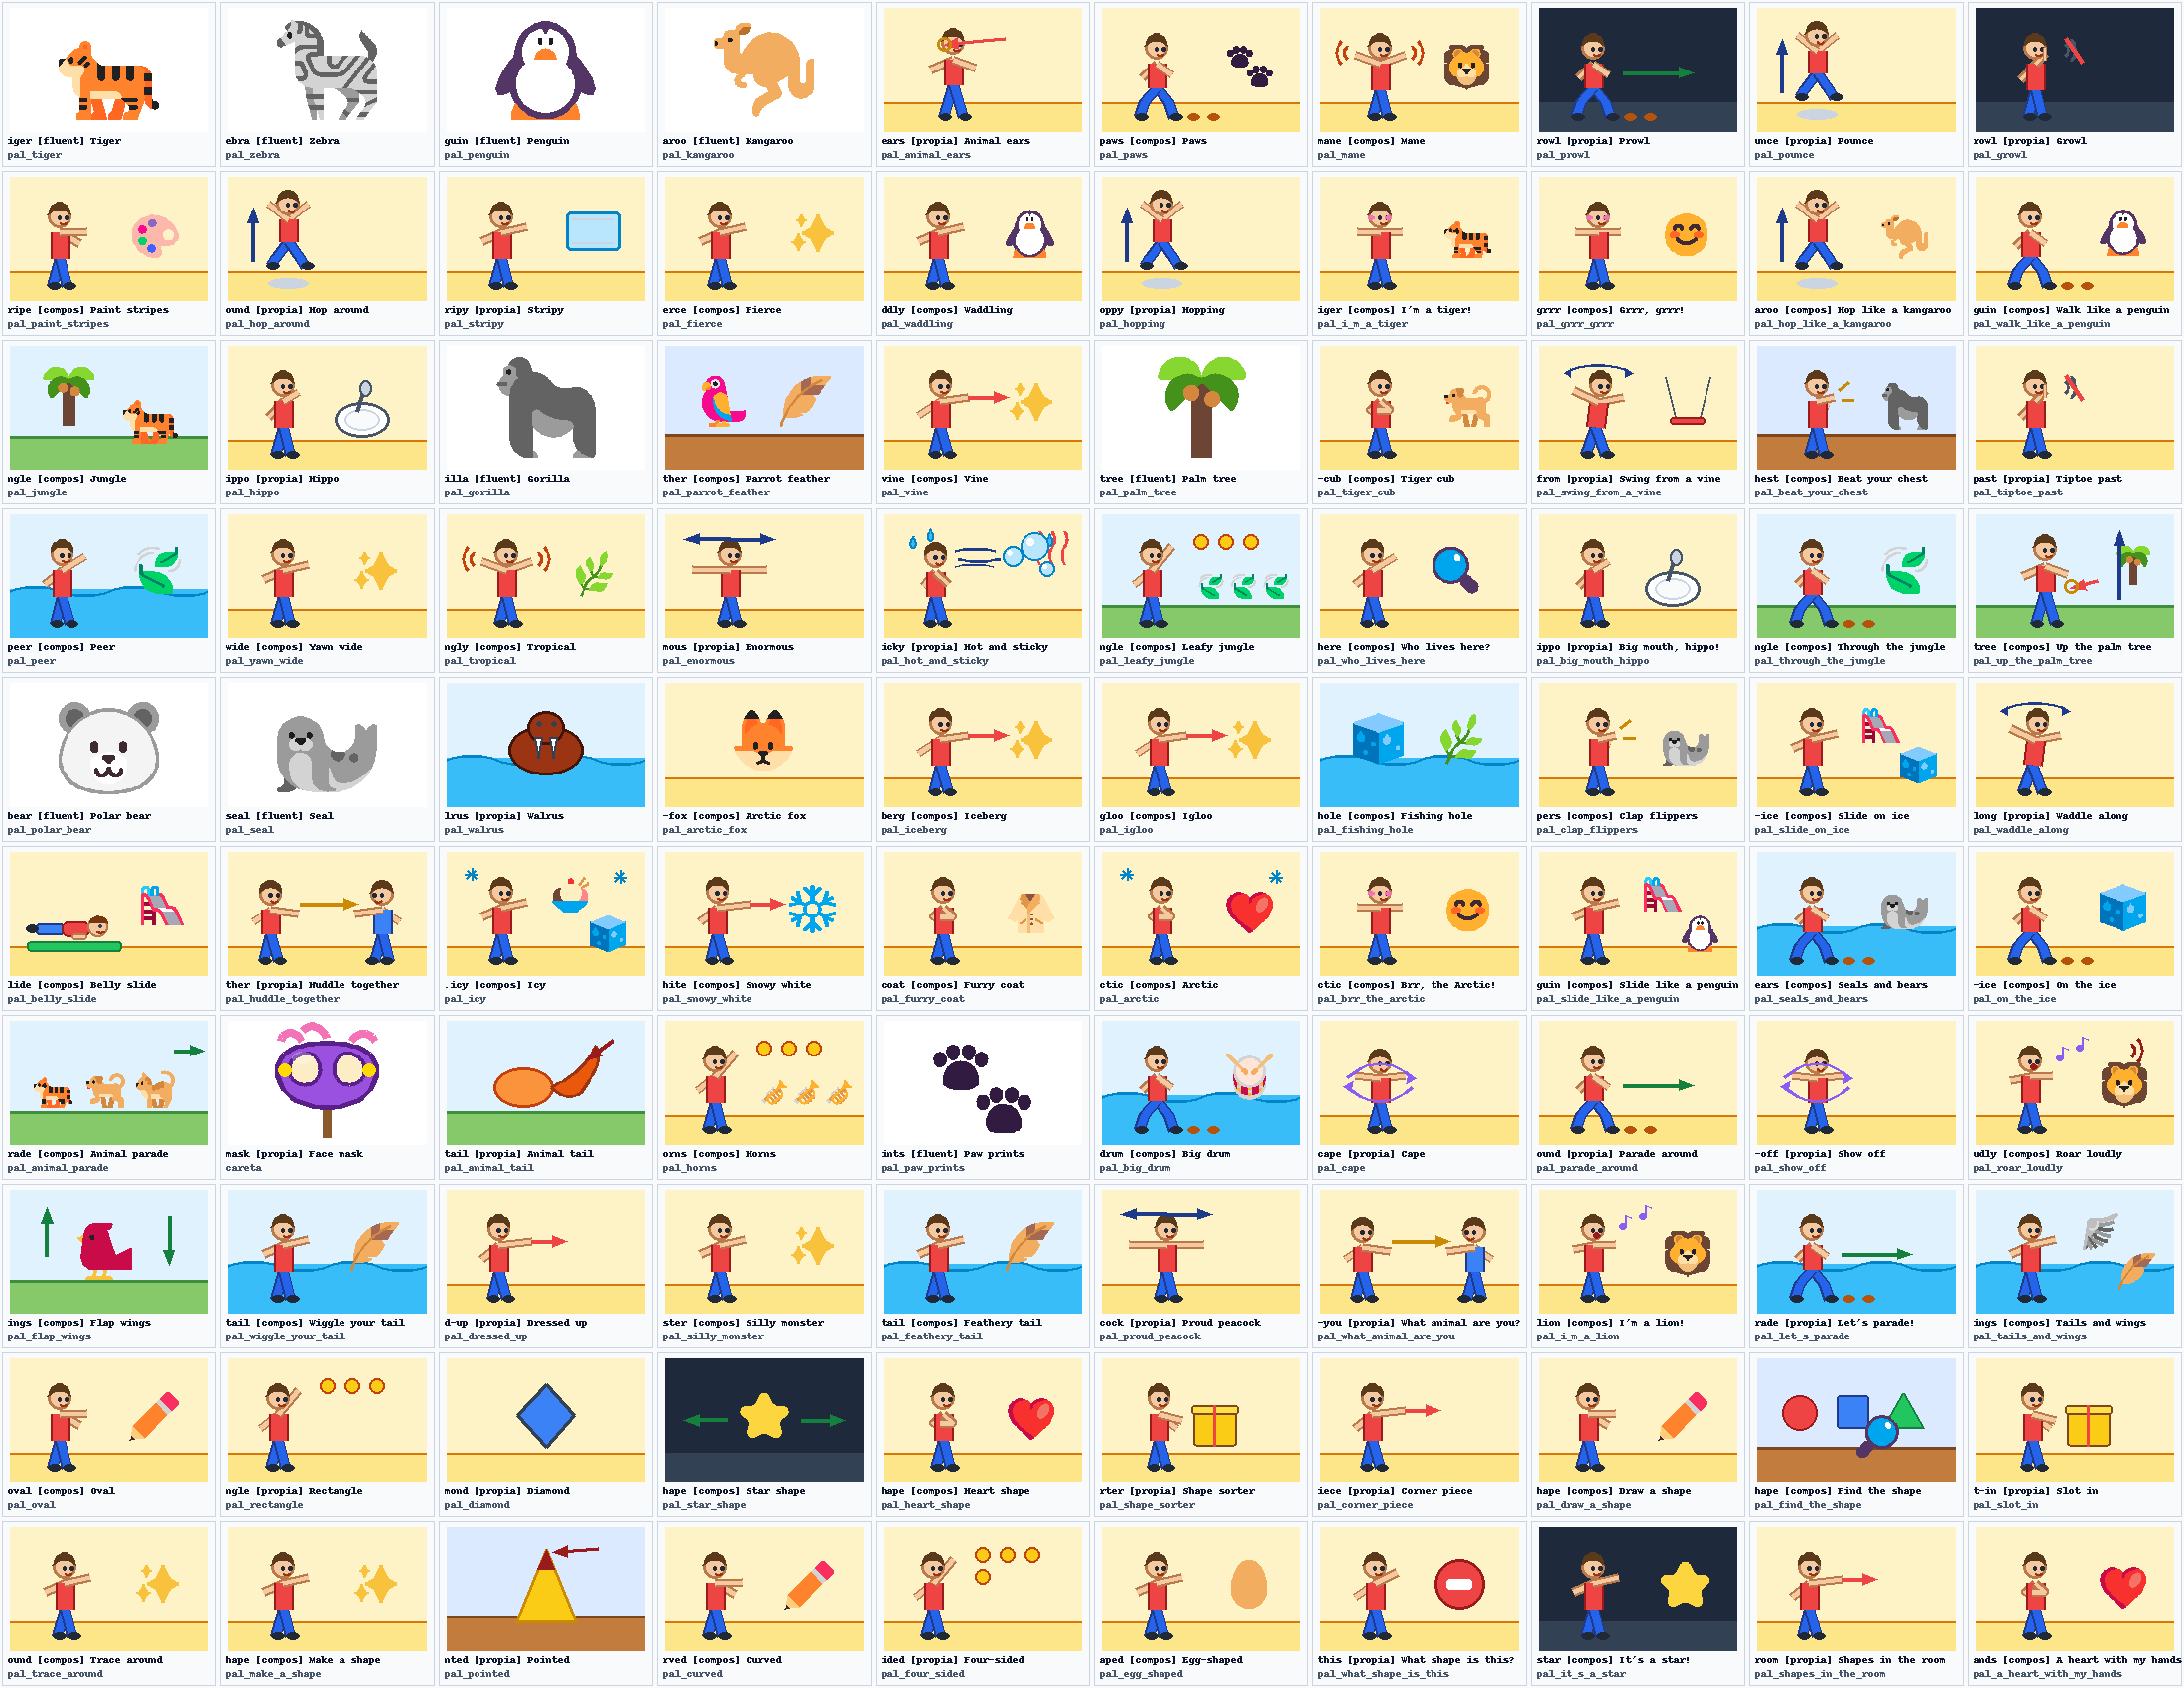 iger [fluent] Tiger
pal_tiger
ebra [fluent] Zebra
pal_zebra
guin [fluent] Penguin
pal_penguin
aroo [fluent] Kangaroo
pal_kangaroo
ears [propia] Animal ears
pal_animal_ears
paws [compos] Paws
pal_paws
mane [compos] Mane
pal_mane
rowl [propia] Prowl
pal_prowl
unce [propia] Pounce
pal_pounce
rowl [propia] Growl
pal_growl
ripe [compos] Paint stripes
pal_paint_stripes
ound [propia] Hop around
pal_hop_around
ripy [propia] Stripy
pal_stripy
erce [compos] Fierce
pal_fierce
ddly [compos] Waddling
pal_waddling
oppy [propia] Hopping
pal_hopping
iger [compos] I'm a tiger!
pal_i_m_a_tiger
grrr [compos] Grrr, grrr!
pal_grrr_grrr
aroo [compos] Hop like a kangaroo
pal_hop_like_a_kangaroo
guin [compos] Walk like a penguin
pal_walk_like_a_penguin
ngle [compos] Jungle
pal_jungle
ippo [propia] Hippo
pal_hippo
illa [fluent] Gorilla
pal_gorilla
ther [compos] Parrot feather
pal_parrot_feather
vine [compos] Vine
pal_vine
tree [fluent] Palm tree
pal_palm_tree
-cub [compos] Tiger cub
pal_tiger_cub
from [propia] Swing from a vine
pal_swing_from_a_vine
hest [compos] Beat your chest
pal_beat_your_chest
past [propia] Tiptoe past
pal_tiptoe_past
peer [compos] Peer
pal_peer
wide [compos] Yawn wide
pal_yawn_wide
ngly [compos] Tropical
pal_tropical
mous [propia] Enormous
pal_enormous
icky [propia] Hot and sticky
pal_hot_and_sticky
ngle [compos] Leafy jungle
pal_leafy_jungle
here [compos] Who lives here?
pal_who_lives_here
ippo [propia] Big mouth, hippo!
pal_big_mouth_hippo
ngle [compos] Through the jungle
pal_through_the_jungle
tree [compos] Up the palm tree
pal_up_the_palm_tree
bear [fluent] Polar bear
pal_polar_bear
seal [fluent] Seal
pal_seal
lrus [propia] Walrus
pal_walrus
-fox [compos] Arctic fox
pal_arctic_fox
berg [compos] Iceberg
pal_iceberg
gloo [compos] Igloo
pal_igloo
hole [compos] Fishing hole
pal_fishing_hole
pers [compos] Clap flippers
pal_clap_flippers
-ice [compos] Slide on ice
pal_slide_on_ice
long [propia] Waddle along
pal_waddle_along
lide [compos] Belly slide
pal_belly_slide
ther [propia] Huddle together
pal_huddle_together
.icy [compos] Icy
pal_icy
hite [compos] Snowy white
pal_snowy_white
coat [compos] Furry coat
pal_furry_coat
ctic [compos] Arctic
pal_arctic
ctic [compos] Brr, the Arctic!
pal_brr_the_arctic
guin [compos] Slide like a penguin
pal_slide_like_a_penguin
ears [compos] Seals and bears
pal_seals_and_bears
-ice [compos] On the ice
pal_on_the_ice
rade [compos] Animal parade
pal_animal_parade
mask [propia] Face mask
careta
tail [propia] Animal tail
pal_animal_tail
orns [compos] Horns
pal_horns
ints [fluent] Paw prints
pal_paw_prints
drum [compos] Big drum
pal_big_drum
cape [propia] Cape
pal_cape
ound [propia] Parade around
pal_parade_around
-off [propia] Show off
pal_show_off
udly [compos] Roar loudly
pal_roar_loudly
ings [compos] Flap wings
pal_flap_wings
tail [compos] Wiggle your tail
pal_wiggle_your_tail
d-up [propia] Dressed up
pal_dressed_up
ster [compos] Silly monster
pal_silly_monster
tail [compos] Feathery tail
pal_feathery_tail
cock [propia] Proud peacock
pal_proud_peacock
-you [propia] What animal are you?
pal_what_animal_are_you
lion [compos] I'm a lion!
pal_i_m_a_lion
rade [propia] Let's parade!
pal_let_s_parade
ings [compos] Tails and wings
pal_tails_and_wings
oval [compos] Oval
pal_oval
ngle [propia] Rectangle
pal_rectangle
mond [propia] Diamond
pal_diamond
hape [compos] Star shape
pal_star_shape
hape [compos] Heart shape
pal_heart_shape
rter [propia] Shape sorter
pal_shape_sorter
iece [propia] Corner piece
pal_corner_piece
hape [compos] Draw a shape
pal_draw_a_shape
hape [compos] Find the shape
pal_find_the_shape
t-in [propia] Slot in
pal_slot_in
ound [compos] Trace around
pal_trace_around
hape [compos] Make a shape
pal_make_a_shape
nted [propia] Pointed
pal_pointed
rved [compos] Curved
pal_curved
ided [propia] Four-sided
pal_four_sided
aped [compos] Egg-shaped
pal_egg_shaped
this [propia] What shape is this?
pal_what_shape_is_this
star [compos] It's a star!
pal_it_s_a_star
room [propia] Shapes in the room
pal_shapes_in_the_room
ands [compos] A heart with my hands
pal_a_heart_with_my_hands